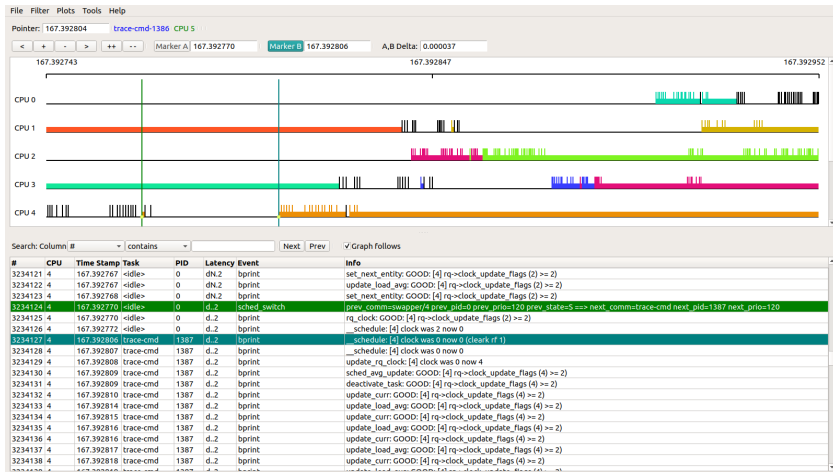 File Filter Plots Tools Help
Pointer: 167.392804 trace-cmd-1386 CPU 5
< + - > ++ -- Marker A 167.392770 Marker B 167.392806 A,B Delta: 0.000037
167.392743 167.392847 167.392952
CPU 0
CPU 1
CPU 2
CPU 3
CPU 4
Search: Column # contains Next Prev Graph follows
# CPU Time Stamp Task PID Latency Event Info
3234121 4 167.392767 <idle> 0 dN.2 bprint set_next_entity: GOOD: [4] rq->clock_update_flags (2) >= 2)
3234122 4 167.392767 <idle> 0 dN.2 bprint update_load_avg: GOOD: [4] rq->clock_update_flags (2) >= 2)
3234123 4 167.392768 <idle> 0 dN.2 bprint set_next_entity: GOOD: [4] rq->clock_update_flags (2) >= 2)
3234124 4 167.392770 <idle> 0 d..2 sched_switch prev_comm=swapper/4 prev_pid=0 prev_prio=120 prev_state=S ==> next_comm=trace-cmd next_pid=1387 next_prio=120
3234125 4 167.392770 <idle> 0 d..2 bprint rq_clock: GOOD: [4] rq->clock_update_flags (2) >= 2)
3234126 4 167.392772 <idle> 0 d..2 bprint __schedule: [4] clock was 2 now 0
3234127 4 167.392806 trace-cmd 1387 d..2 bprint __schedule: [4] clock was 0 now 0 (cleark rf 1)
3234128 4 167.392807 trace-cmd 1387 d..2 bprint __schedule: [4] clock was 0 now 0
3234129 4 167.392808 trace-cmd 1387 d..2 bprint update_rq_clock: [4] clock was 0 now 4
3234130 4 167.392809 trace-cmd 1387 d..2 bprint sched_avg_update: GOOD: [4] rq->clock_update_flags (4) >= 2)
3234131 4 167.392809 trace-cmd 1387 d..2 bprint deactivate_task: GOOD: [4] rq->clock_update_flags (4) >= 2)
3234132 4 167.392810 trace-cmd 1387 d..2 bprint update_curr: GOOD: [4] rq->clock_update_flags (4) >= 2)
3234133 4 167.392814 trace-cmd 1387 d..2 bprint update_load_avg: GOOD: [4] rq->clock_update_flags (4) >= 2)
3234134 4 167.392815 trace-cmd 1387 d..2 bprint update_curr: GOOD: [4] rq->clock_update_flags (4) >= 2)
3234135 4 167.392816 trace-cmd 1387 d..2 bprint update_load_avg: GOOD: [4] rq->clock_update_flags (4) >= 2)
3234136 4 167.392816 trace-cmd 1387 d..2 bprint update_curr: GOOD: [4] rq->clock_update_flags (4) >= 2)
3234137 4 167.392817 trace-cmd 1387 d..2 bprint update_load_avg: GOOD: [4] rq->clock_update_flags (4) >= 2)
3234138 4 167.392818 trace-cmd 1387 d..2 bprint update_curr: GOOD: [4] rq->clock_update_flags (4) >= 2)